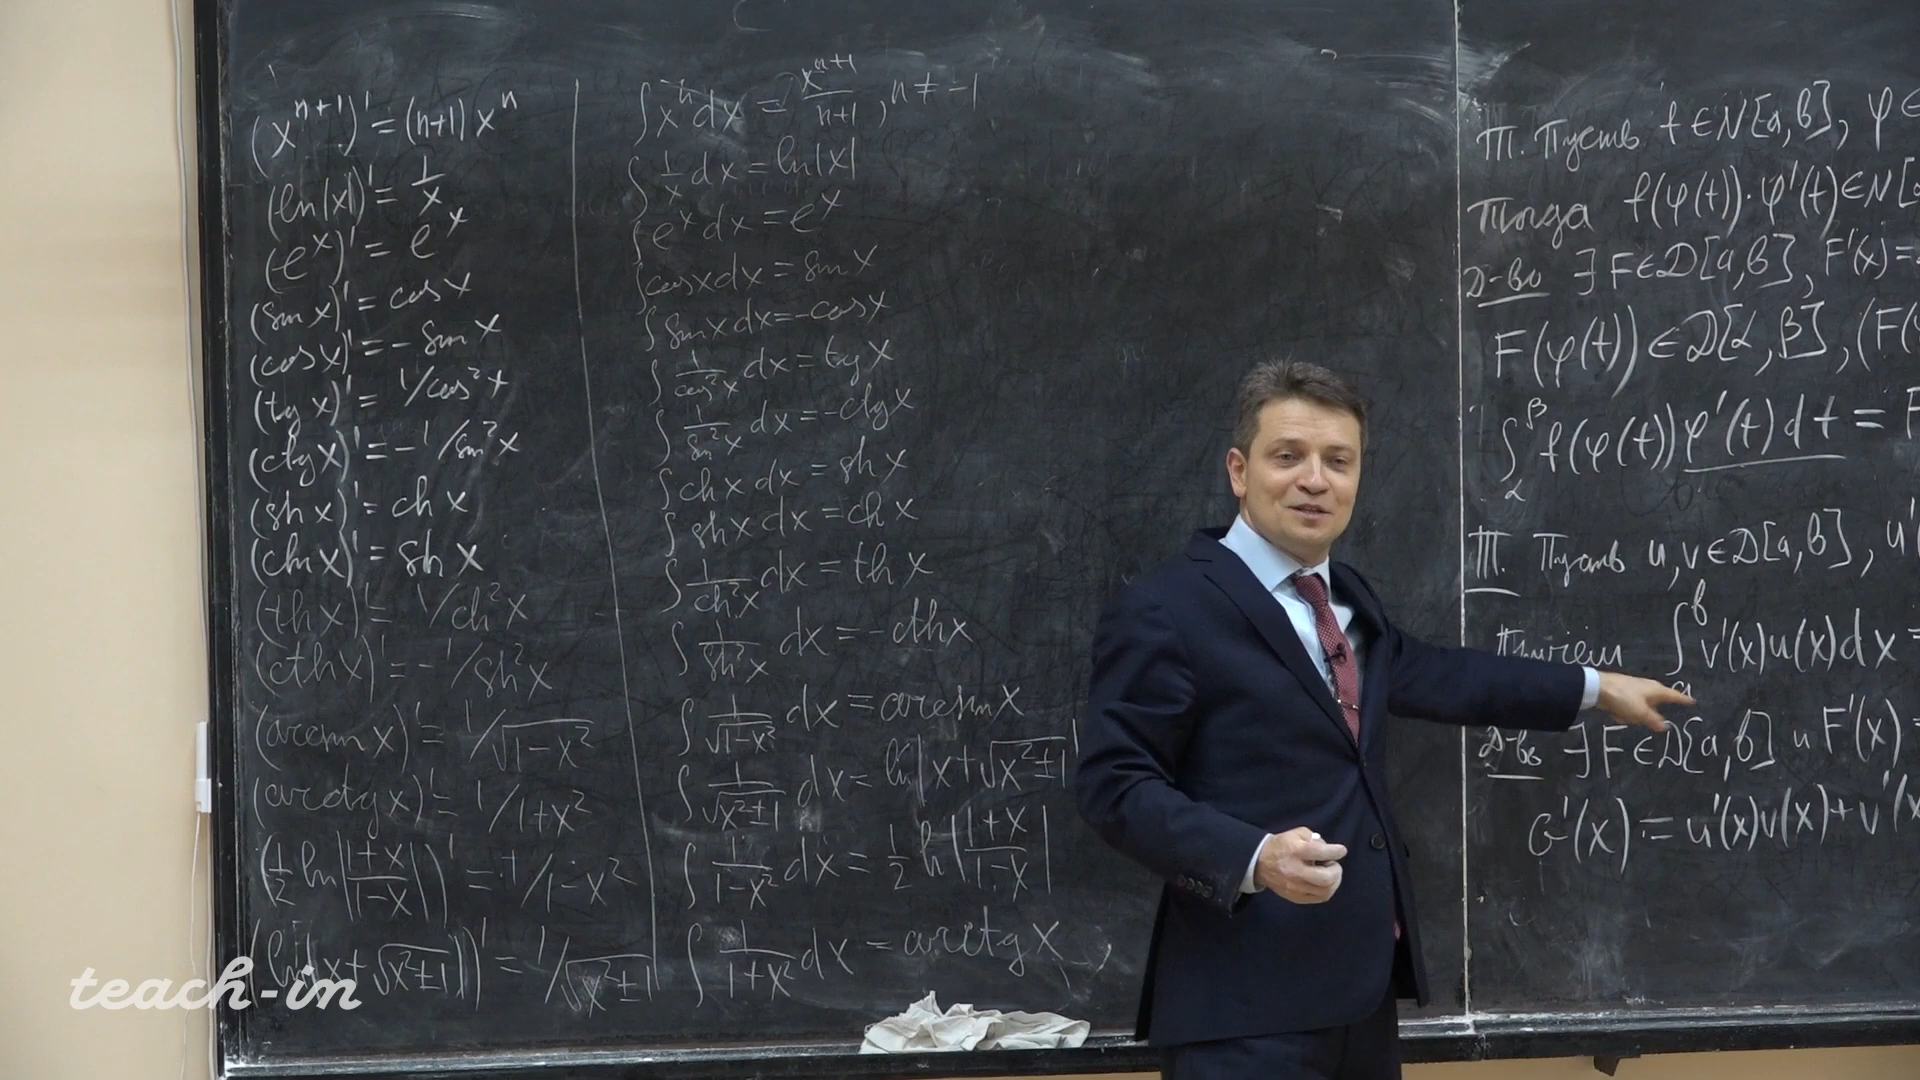 (x^{n+1})' = (n+1) x^n
(ln|x|)' = 1/x
(e^x)' = e^x
(sin x)' = cos x
(cos x)' = - sin x
(tg x)' = 1/cos²x
(ctg x)' = -1/sin²x
(sh x)' = ch x
(ch x)' = sh x
(th x)' = 1/ch²x
(cth x)' = -1/sh²x
(arcsin x)' = 1/√(1-x²)
(arctg x)' = 1/1+x²
(½ ln|(1+x)/(1-x)|)' = 1/1-x²
(ln|x+√(x²±1)|)' = 1/√(x²±1)
∫ x^n dx = x^{n+1}/(n+1), n ≠ -1
∫ 1/x dx = ln|x|
∫ e^x dx = e^x
∫ cos x dx = sin x
∫ sin x dx = -cos x
∫ 1/cos²x dx = tg x
∫ 1/sin²x dx = -ctg x
∫ ch x dx = sh x
∫ sh x dx = ch x
∫ 1/ch²x dx = th x
∫ 1/sh²x dx = -cth x
∫ 1/√(1-x²) dx = arcsin x
∫ 1/√(x²±1) dx = ln|x+√(x²±1)|
∫ 1/(1-x²) dx = ½ ln|(1+x)/(1-x)|
∫ 1/(1+x²) dx = arctg x,
Т. Пусть f ∈ N[a,b], φ ∈
Тогда f(φ(t))·φ'(t) ∈ N[
Д-во ∃ F ∈ D[a,b], F'(x) =
F(φ(t)) ∈ D[α,β], (F(
∫_α^β f(φ(t)) φ'(t) dt = F
Т. Пусть u,v ∈ D[a,b], u'
∫_a^b v'(x)u(x)dx =
Д-во ∃ F ∈ D[a,b] и F'(x) =
G'(x) = u'(x)v(x) + v'(x
teach-in